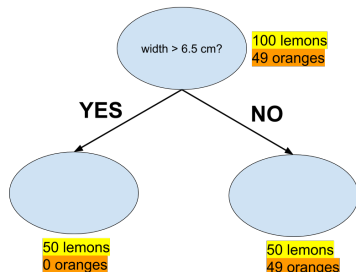 width > 6.5 cm?
100 lemons
49 oranges
YES
NO
50 lemons
0 oranges
50 lemons
49 oranges